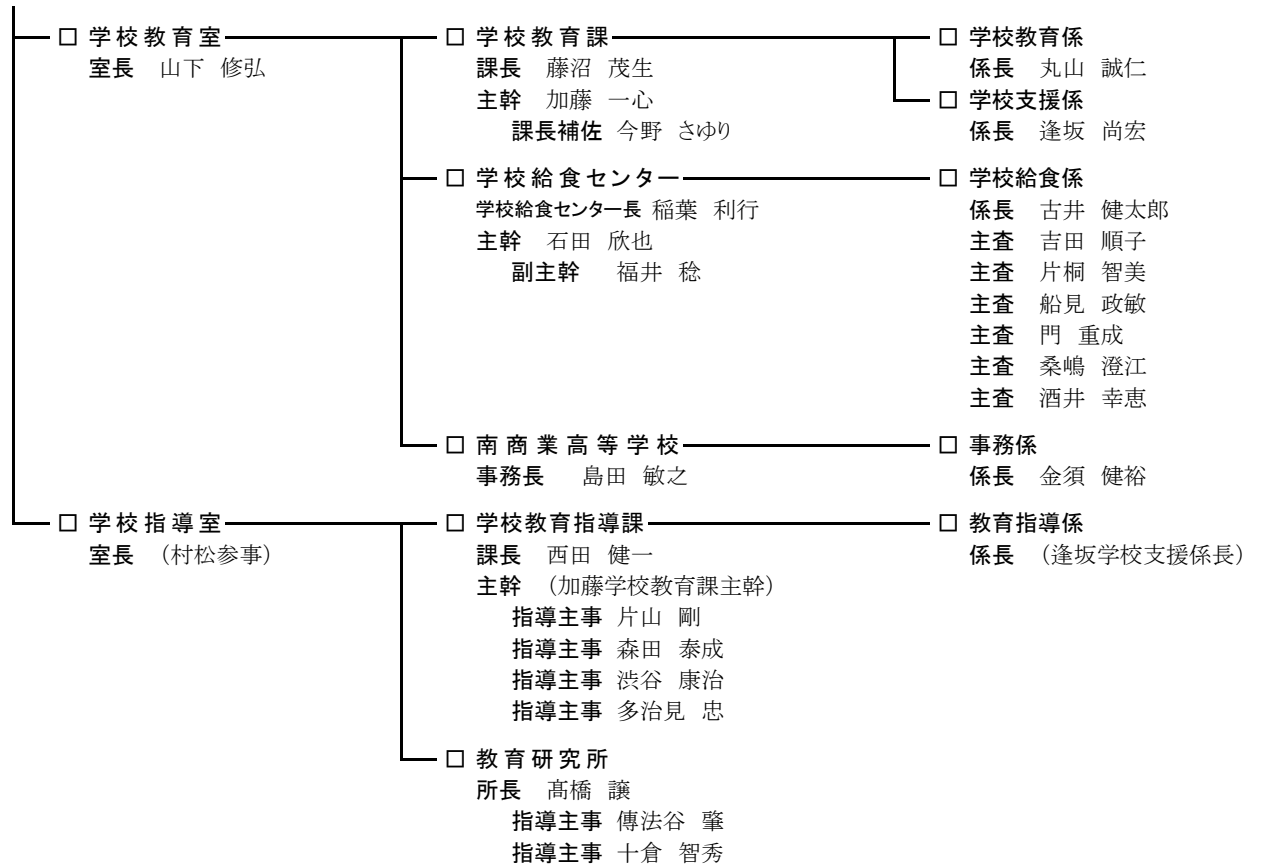 □ 学校教育室 □ 学校教育課 □ 学校教育係
室長 山下 修弘 課長 藤沼 茂生 係長 丸山 誠仁
主幹 加藤 一心 □ 学校支援係
課長補佐 今野 さゆり 係長 逢坂 尚宏
□ 学校給食センター □ 学校給食係
学校給食センター長 稲葉 利行 係長 古井 健太郎
主幹 石田 欣也 主査 吉田 順子
副主幹 福井 稔 主査 片桐 智美
主査 船見 政敏
主査 門 重成
主査 桑嶋 澄江
主査 酒井 幸恵
□ 南商業高等学校 □ 事務係
事務長 島田 敏之 係長 金須 健裕
□ 学校指導室 □ 学校教育指導課 □ 教育指導係
室長 (村松参事) 課長 西田 健一 係長 (逢坂学校支援係長)
主幹 (加藤学校教育課主幹)
指導主事 片山 剛
指導主事 森田 泰成
指導主事 渋谷 康治
指導主事 多治見 忠
□ 教育研究所
所長 髙橋 譲
指導主事 傳法谷 肇
指導主事 十倉 智秀